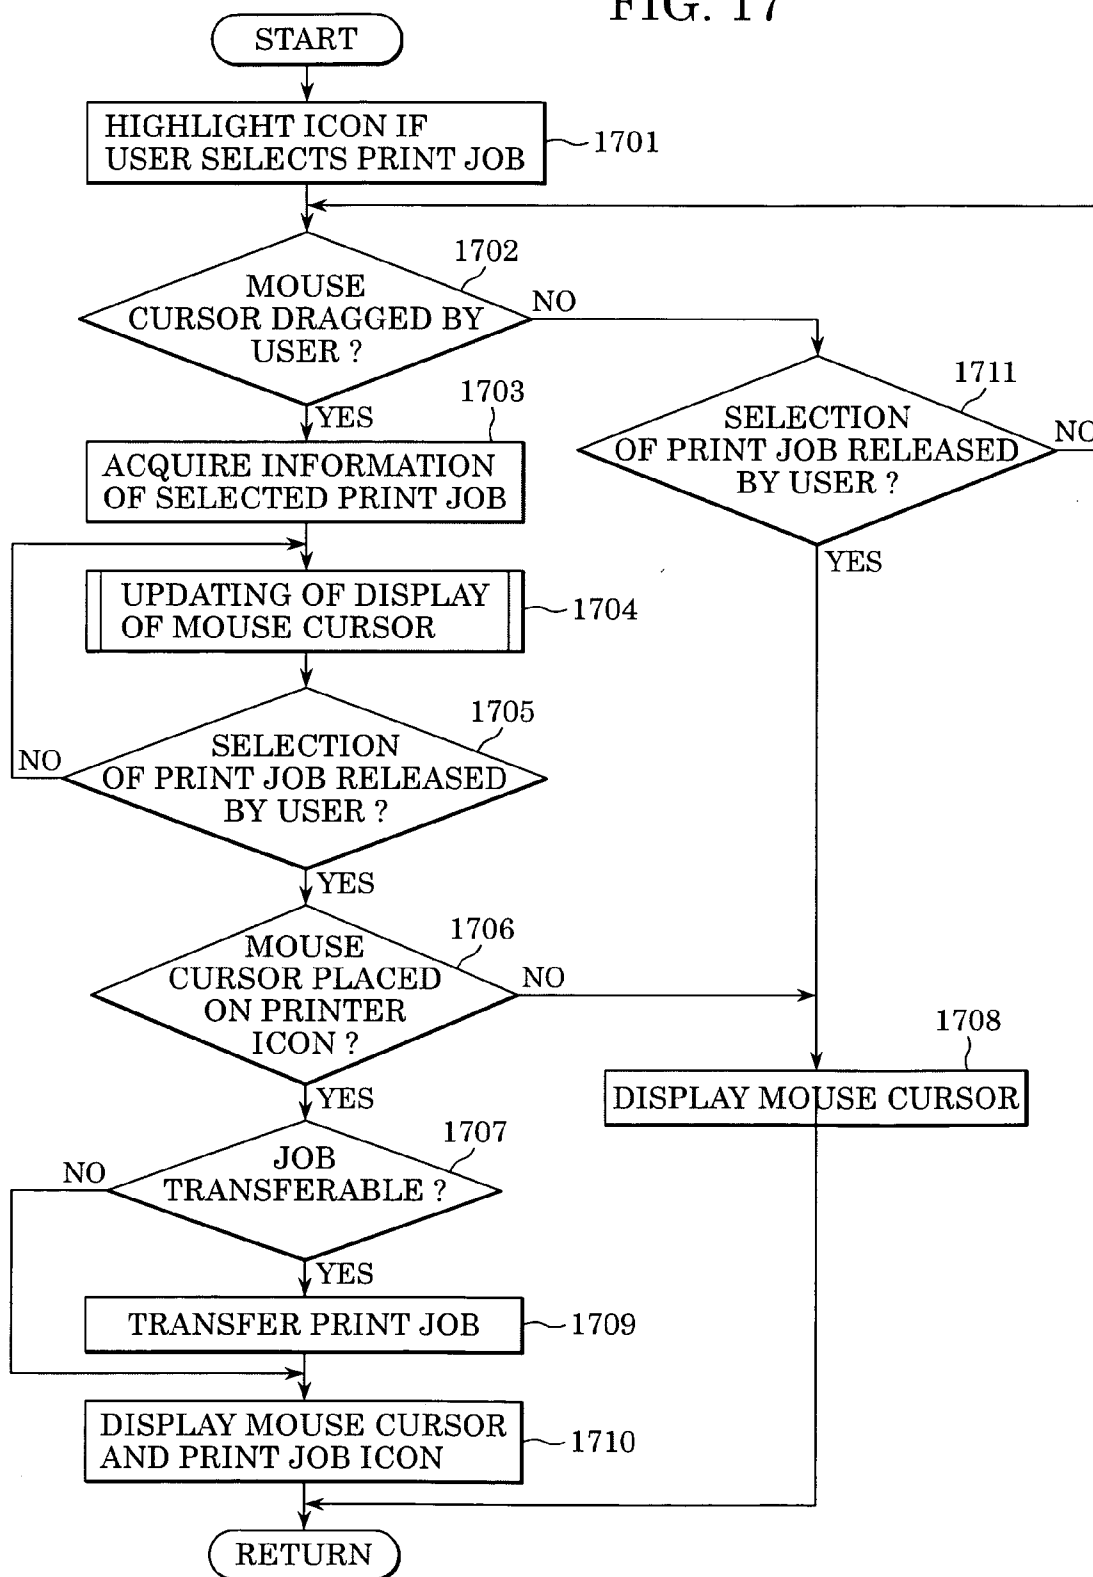 FIG. 17
START
HIGHLIGHT ICON IF
USER SELECTS PRINT JOB
1701
1702
MOUSE
CURSOR DRAGGED BY
USER ?
NO
YES
1703
1711
SELECTION
OF PRINT JOB RELEASED
BY USER ?
NO
YES
ACQUIRE INFORMATION
OF SELECTED PRINT JOB
UPDATING OF DISPLAY
OF MOUSE CURSOR
1704
1705
SELECTION
OF PRINT JOB RELEASED
BY USER ?
NO
YES
1706
MOUSE
CURSOR PLACED
ON PRINTER
ICON ?
NO
YES
1708
DISPLAY MOUSE CURSOR
1707
JOB
TRANSFERABLE ?
NO
YES
TRANSFER PRINT JOB
1709
DISPLAY MOUSE CURSOR
AND PRINT JOB ICON
1710
RETURN